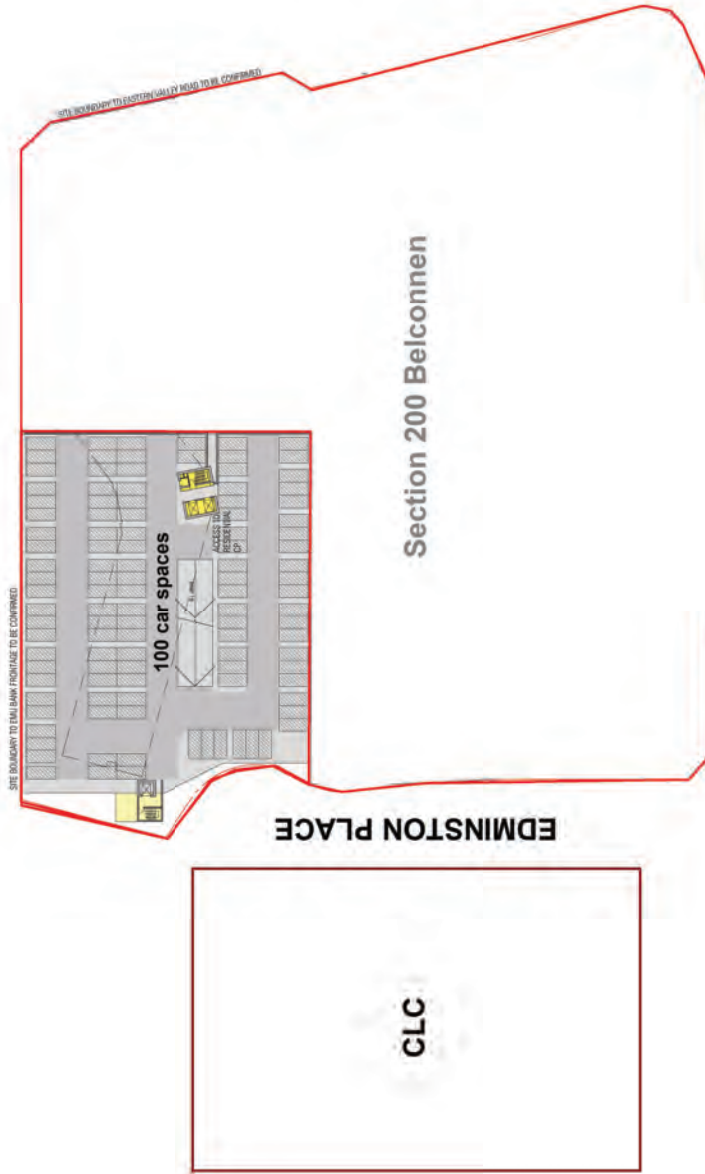 SITE BOUNDARY TO EASTERN VALLEY ROAD TO BE CONFIRMED
SITE BOUNDARY TO EMU BANK FRONTAGE TO BE CONFIRMED
100 car spaces
ACCESS TO
RESIDENTIAL
CP
Section 200 Belconnen
EDMINSTON PLACE
CLC